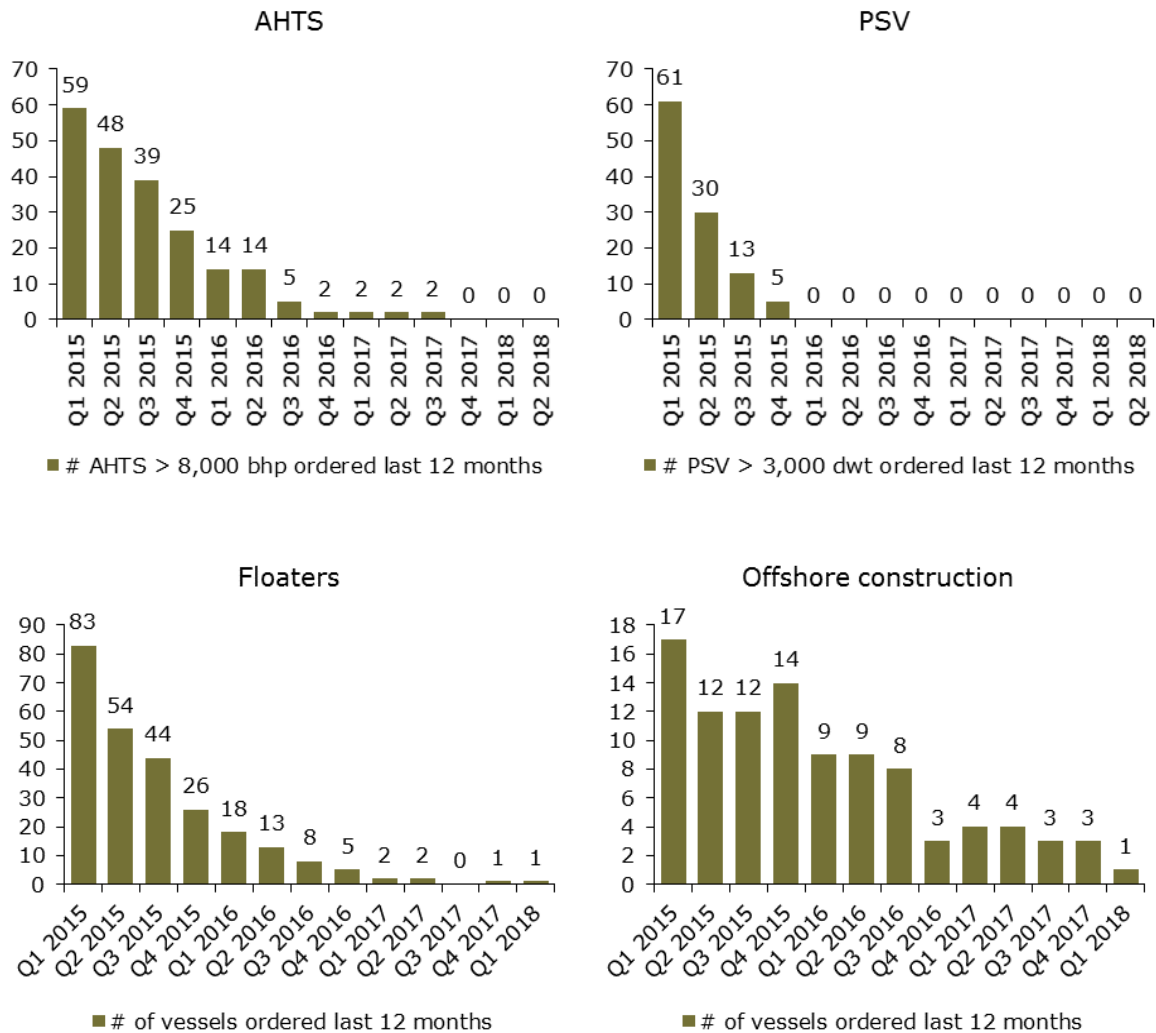 AHTS
70
60
50
40
30
20
10
0
59
48
39
25
14
14
5
2
2
2
2
0
0
0
Q1 2015
Q2 2015
Q3 2015
Q4 2015
Q1 2016
Q2 2016
Q3 2016
Q4 2016
Q1 2017
Q2 2017
Q3 2017
Q4 2017
Q1 2018
Q2 2018
# AHTS > 8,000 bhp ordered last 12 months
PSV
70
60
50
40
30
20
10
0
61
30
13
5
0
0
0
0
0
0
0
0
0
0
Q1 2015
Q2 2015
Q3 2015
Q4 2015
Q1 2016
Q2 2016
Q3 2016
Q4 2016
Q1 2017
Q2 2017
Q3 2017
Q4 2017
Q1 2018
Q2 2018
# PSV > 3,000 dwt ordered last 12 months
Floaters
90
80
70
60
50
40
30
20
10
0
83
54
44
26
18
13
8
5
2
2
0
1
1
Q1 2015
Q2 2015
Q3 2015
Q4 2015
Q1 2016
Q2 2016
Q3 2016
Q4 2016
Q1 2017
Q2 2017
Q3 2017
Q4 2017
Q1 2018
# of vessels ordered last 12 months
Offshore construction
18
16
14
12
10
8
6
4
2
0
17
12
12
14
9
9
8
3
4
4
3
3
1
Q1 2015
Q2 2015
Q3 2015
Q4 2015
Q1 2016
Q2 2016
Q3 2016
Q4 2016
Q1 2017
Q2 2017
Q3 2017
Q4 2017
Q1 2018
# of vessels ordered last 12 months